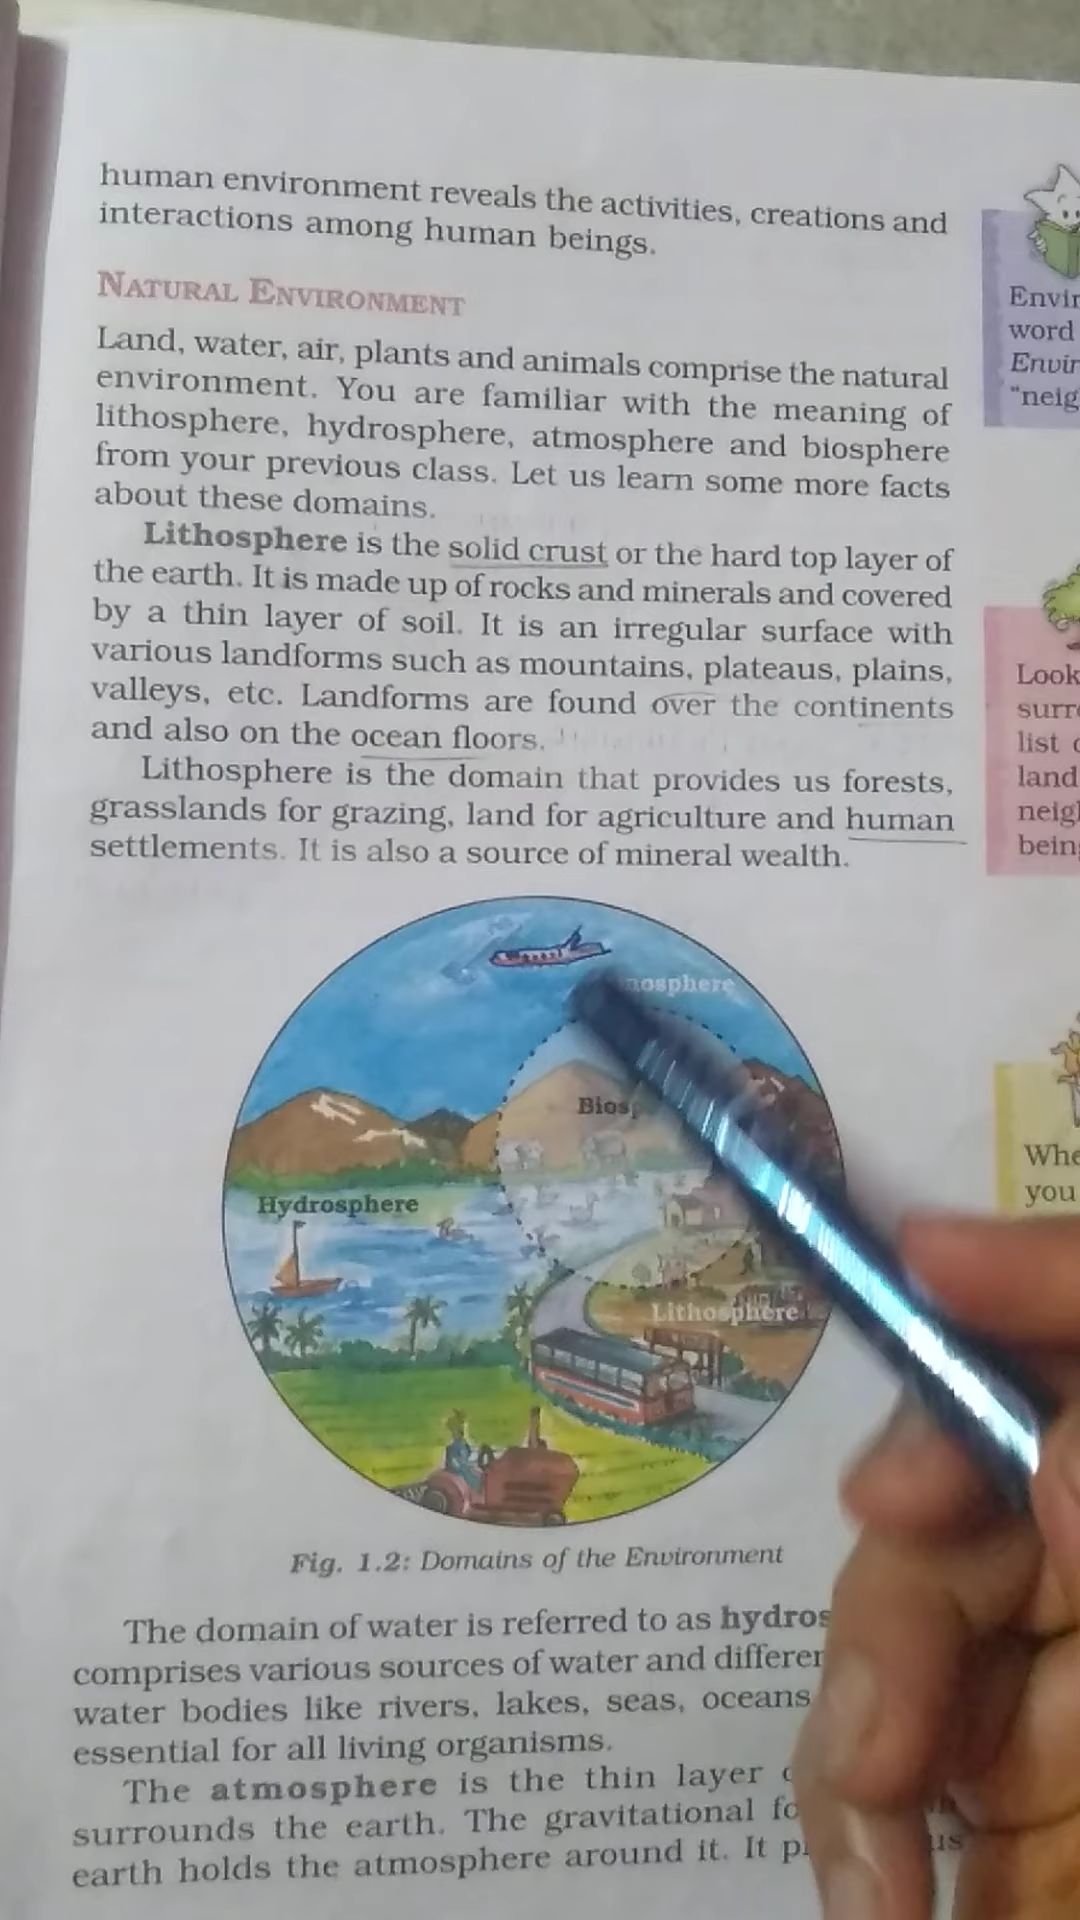 human environment reveals the activities, creations and
interactions among human beings.
NATURAL ENVIRONMENT
Land, water, air, plants and animals comprise the natural
environment. You are familiar with the meaning of
lithosphere, hydrosphere, atmosphere and biosphere
from your previous class. Let us learn some more facts
about these domains.
Lithosphere is the solid crust or the hard top layer of
the earth. It is made up of rocks and minerals and covered
by a thin layer of soil. It is an irregular surface with
various landforms such as mountains, plateaus, plains,
valleys, etc. Landforms are found over the continents
and also on the ocean floors.
Lithosphere is the domain that provides us forests,
grasslands for grazing, land for agriculture and human
settlements. It is also a source of mineral wealth.
Hydrosphere
Lithosphere
Fig. 1.2: Domains of the Environment
The domain of water is referred to as
comprises various sources of water and
water bodies like rivers, lakes, seas, oceans
essential for all living organisms.
The atmosphere is the thin layer
surrounds the earth. The gravitational
earth holds the atmosphere around it. It
word
"neig
Look
list
land
being
you